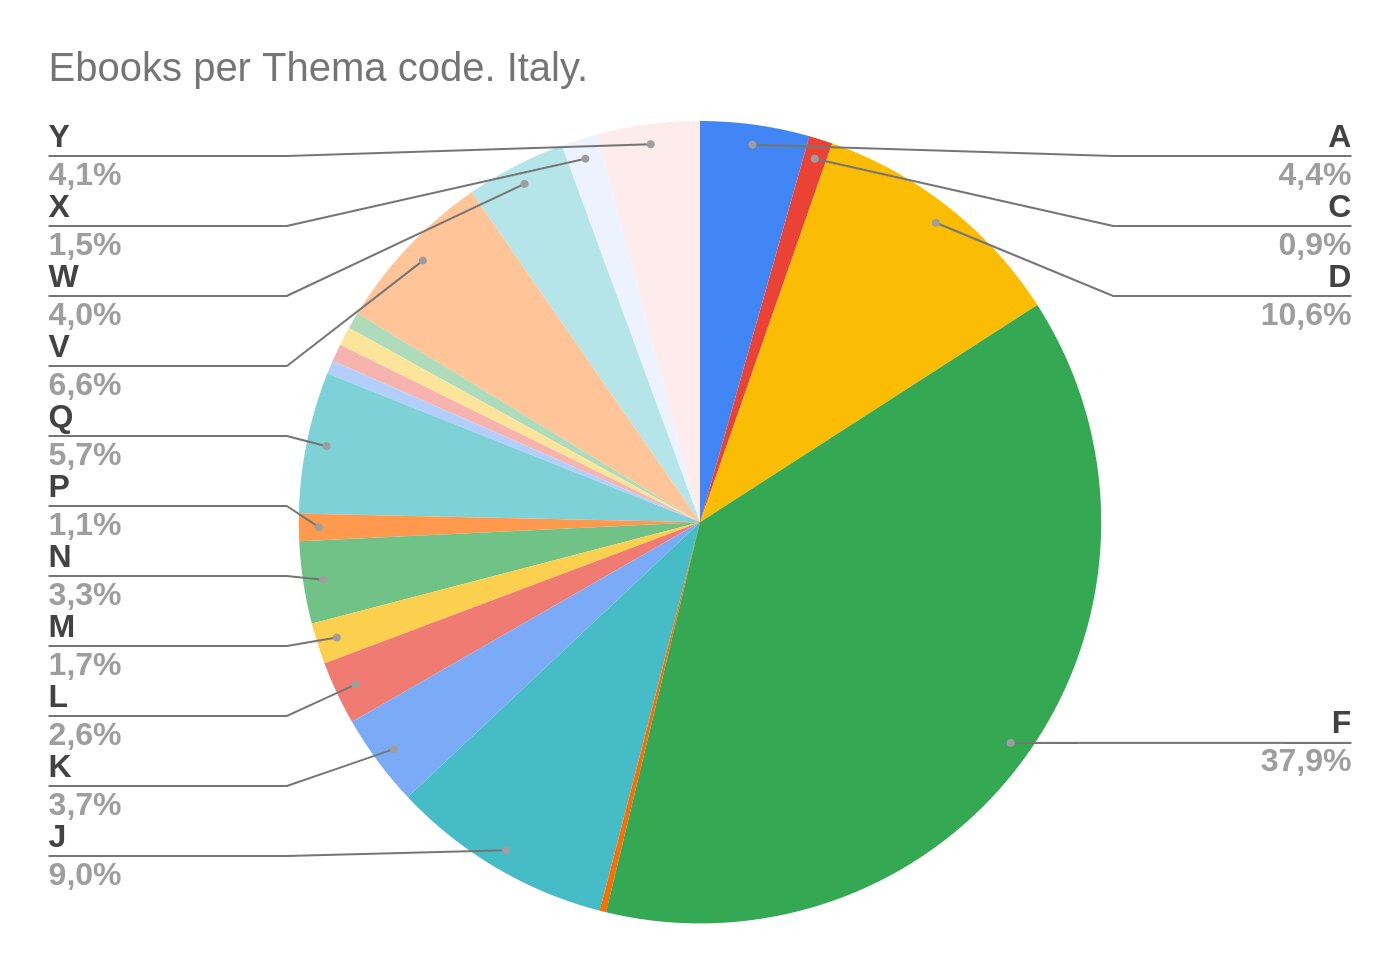 Ebooks per Thema code. Italy.
Y
4,1%
X
1,5%
W
4,0%
V
6,6%
Q
5,7%
P
1,1%
N
3,3%
M
1,7%
L
2,6%
K
3,7%
J
9,0%
A
4,4%
C
0,9%
D
10,6%
F
37,9%